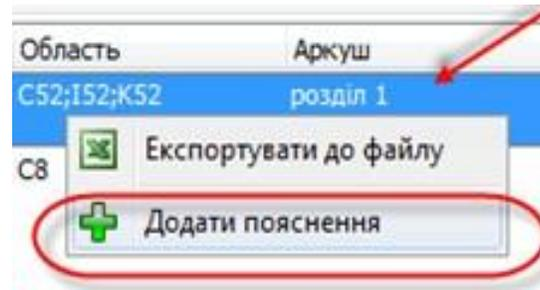 Область Аркуш
C52;I52;K52 розділ 1
Експортувати до файлу
C8
Додати пояснення